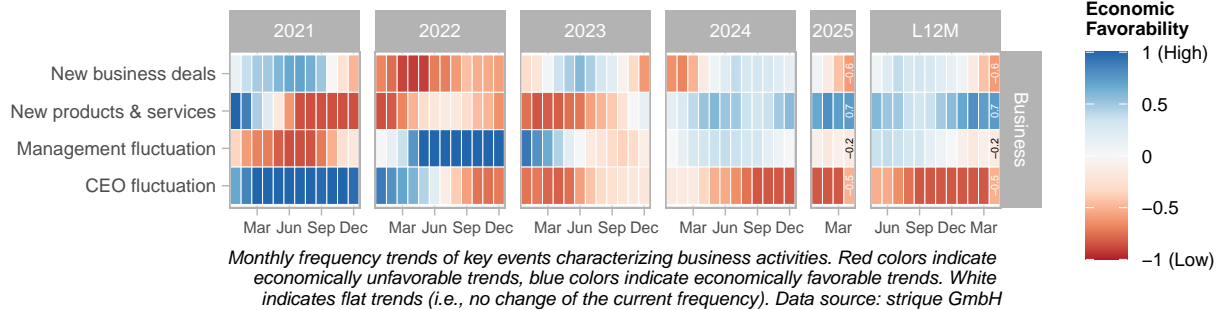 2021 2022 2023 2024 2025 L12M
Economic
Favorability
1 (High)
0.5
0
−0.5
−1 (Low)
New business deals
New products & services
Management fluctuation
CEO fluctuation
−0.6
0.7
−0.2
−0.5
−0.6
0.7
−0.2
−0.5
Business
Mar Jun Sep Dec Mar Jun Sep Dec Mar Jun Sep Dec Mar Jun Sep Dec Mar Jun Sep Dec Mar
Monthly frequency trends of key events characterizing business activities. Red colors indicate
economically unfavorable trends, blue colors indicate economically favorable trends. White
indicates flat trends (i.e., no change of the current frequency). Data source: strique GmbH